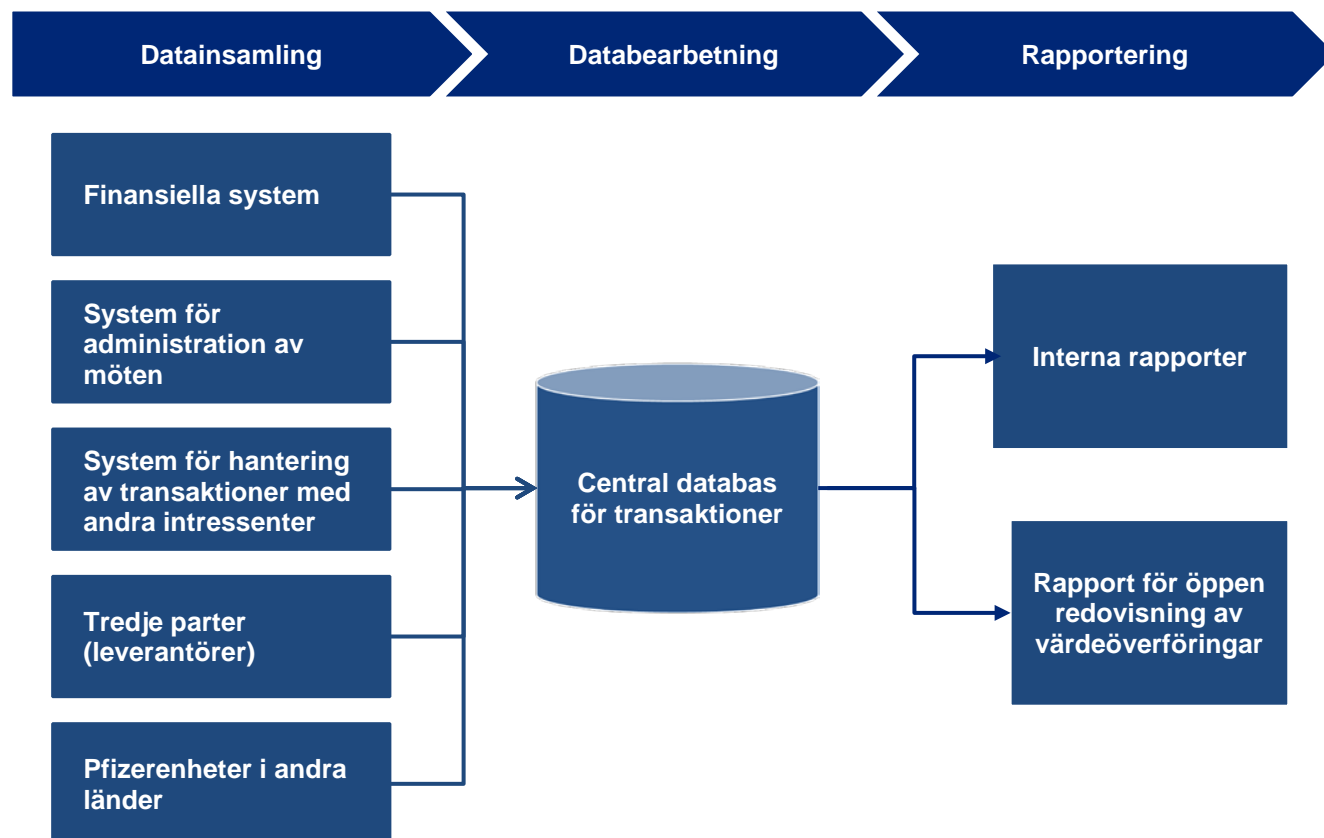 Datainsamling
Databearbetning
Rapportering
Finansiella system
System för
administration av
möten
System för hantering
av transaktioner med
andra intressenter
Tredje parter
(leverantörer)
Pfizerenheter i andra
länder
Central databas
för transaktioner
Interna rapporter
Rapport för öppen
redovisning av
värdeöverföringar